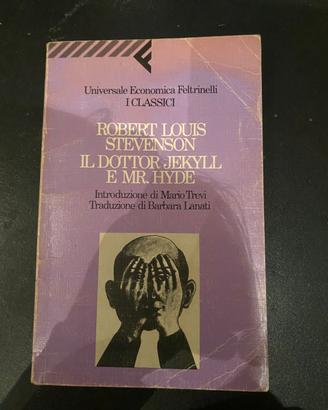 Universale Economica Feltrinelli
I CLASSICI
ROBERT LOUIS
STEVENSON
IL DOTTOR JEKYLL
E MR. HYDE
Introduzione di Mario Trevi
Traduzione di Barbara Lanati